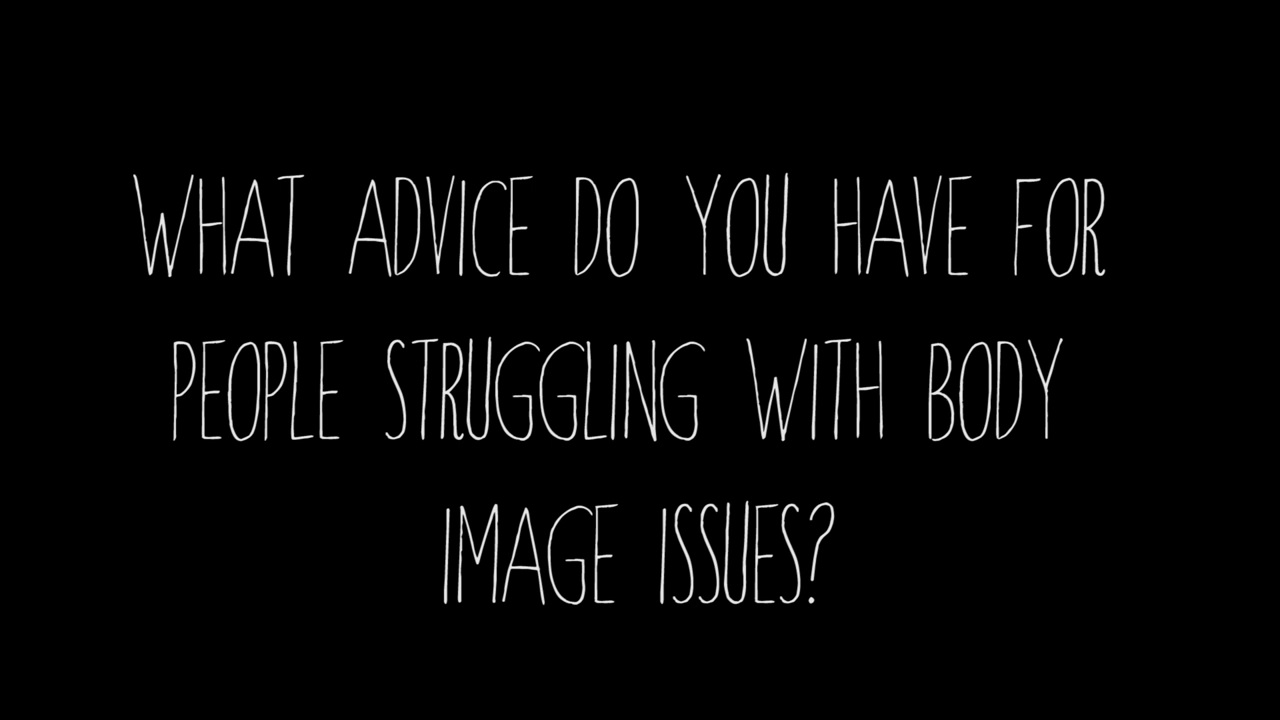 WHAT ADVICE DO YOU HAVE FOR
PEOPLE STRUGGLING WITH BODY
IMAGE ISSUES?